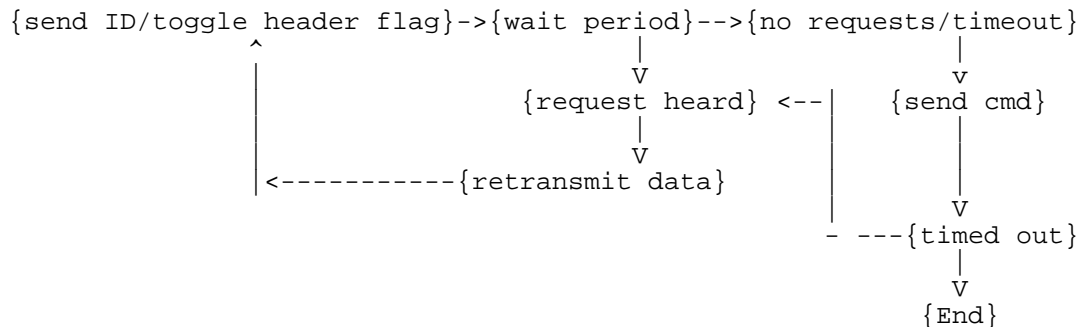 {send ID/toggle header flag}->{wait period}-->{no requests/timeout}
^ |  |
| V v
| {request heard} <--| {send cmd}
| | | |
| V | |
|<-----------{retransmit data} | |
| V
- ---{timed out}
|
V
{End}